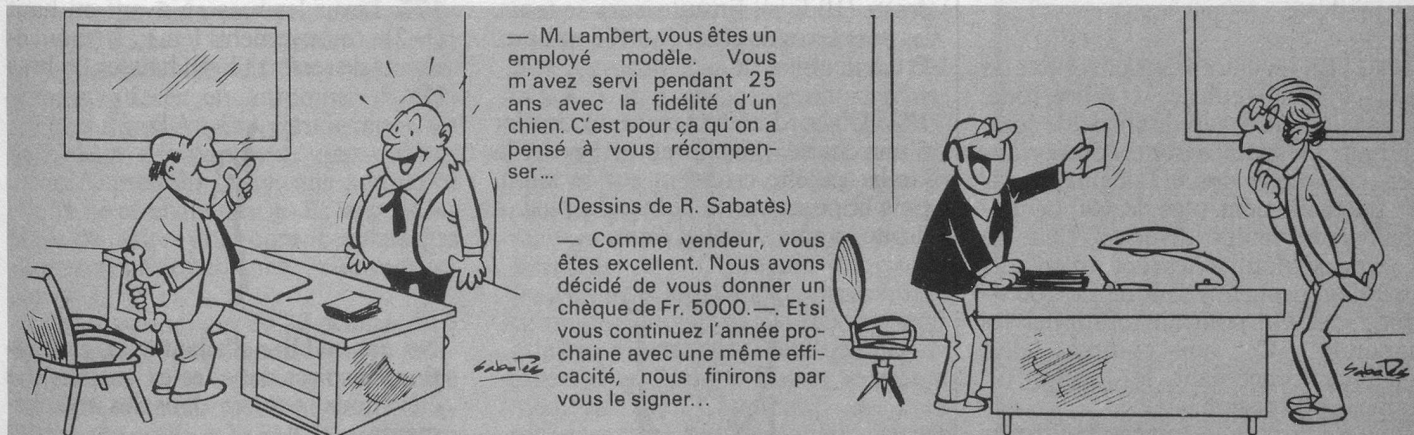 — M. Lambert, vous êtes un
employé modèle. Vous
m'avez servi pendant 25
ans avec la fidélité d'un
chien. C'est pour ça qu'on a
pensé à vous récompen-
ser...
(Dessins de R. Sabatès)
— Comme vendeur, vous
êtes excellent. Nous avons
décidé de vous donner un
chèque de Fr. 5000.—. Et si
vous continuez l'année pro-
chaine avec une même effi-
cacité, nous finirons par
vous le signer...
Sabatès
Sabatès